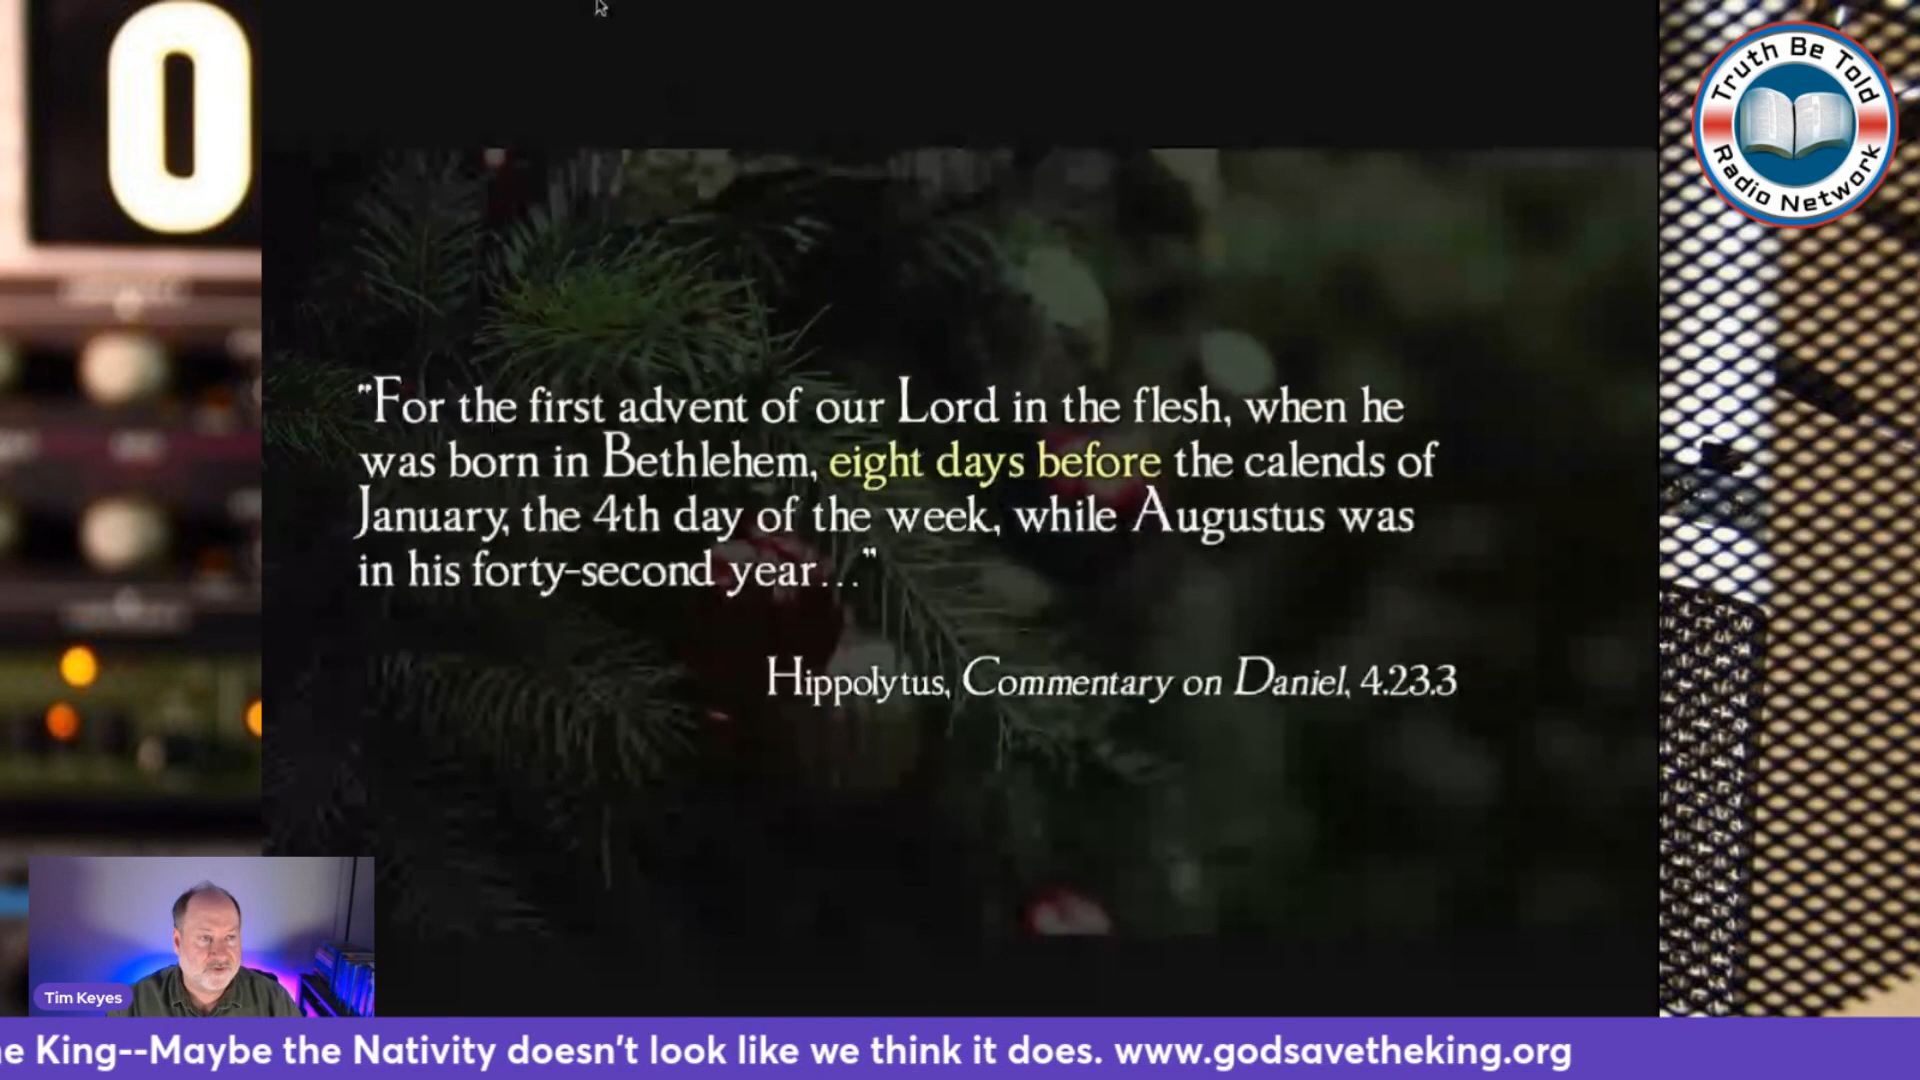 0
Truth Be Told
Radio Network
"For the first advent of our Lord in the flesh, when he
was born in Bethlehem, eight days before the calends of
January, the 4th day of the week, while Augustus was
in his forty-second year..."
Hippolytus, Commentary on Daniel, 4.23.3
Tim Keyes
e King--Maybe the Nativity doesn't look like we think it does. www.godsavetheking.org